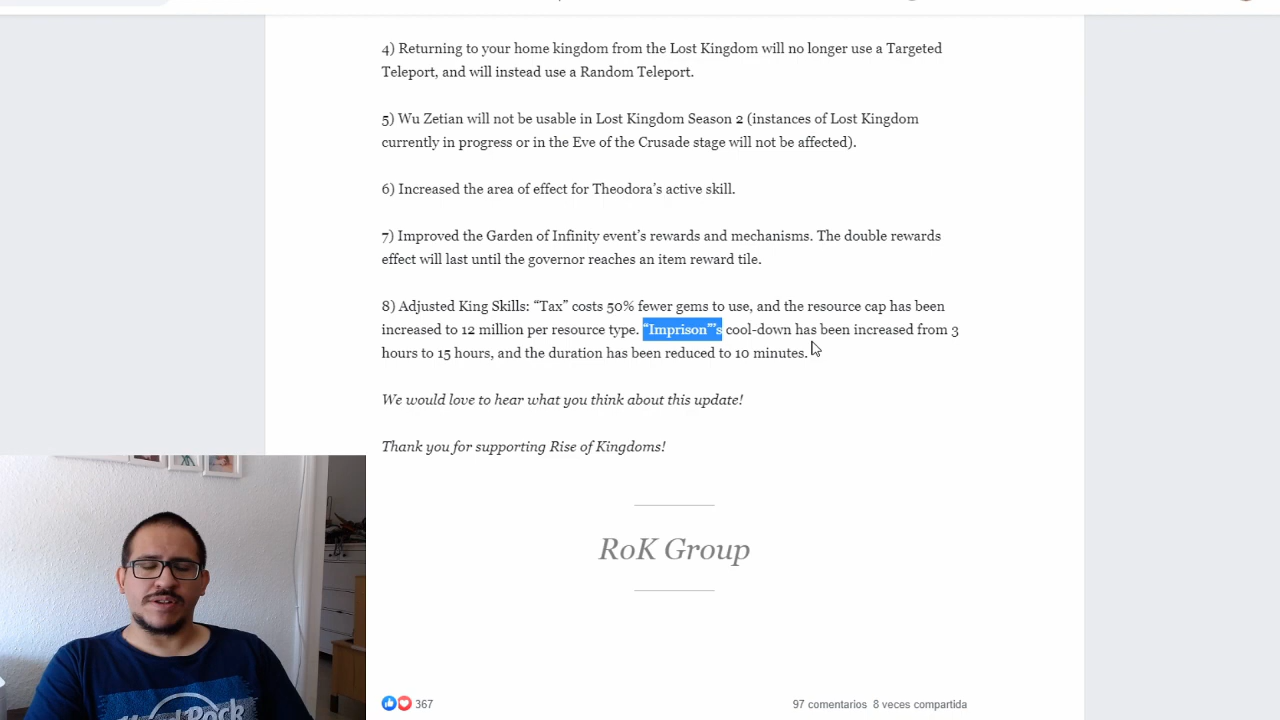 4) Returning to your home kingdom from the Lost Kingdom will no longer use a Targeted
Teleport, and will instead use a Random Teleport.
5) Wu Zetian will not be usable in Lost Kingdom Season 2 (instances of Lost Kingdom
currently in progress or in the Eve of the Crusade stage will not be affected).
6) Increased the area of effect for Theodora’s active skill.
7) Improved the Garden of Infinity event’s rewards and mechanisms. The double rewards
effect will last until the governor reaches an item reward tile.
8) Adjusted King Skills: “Tax” costs 50% fewer gems to use, and the resource cap has been
increased to 12 million per resource type. “Imprison”’s cool-down has been increased from 3
hours to 15 hours, and the duration has been reduced to 10 minutes.
We would love to hear what you think about this update!
Thank you for supporting Rise of Kingdoms!
RoK Group
367
97 comentarios 8 veces compartida
Hard Rock